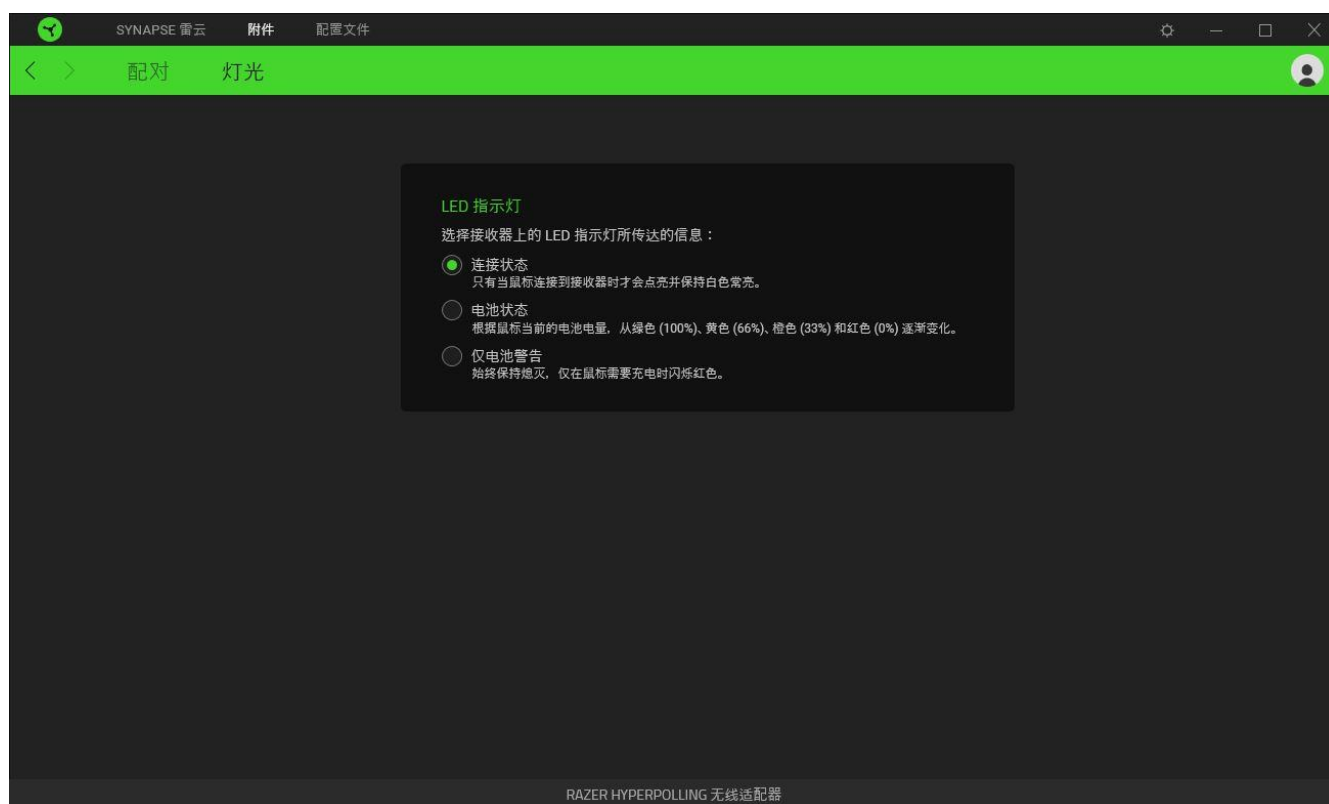 SYNAPSE 雷云 附件 配置文件
配对 灯光
LED 指示灯
选择接收器上的 LED 指示灯所传达的信息：
连接状态
只有当鼠标连接到接收器时才会点亮并保持白色常亮。
电池状态
根据鼠标当前的电池电量，从绿色 (100%)、黄色 (66%)、橙色 (33%) 和红色 (0%) 逐渐变化。
仅电池警告
始终保持熄灭，仅在鼠标需要充电时闪烁红色。
RAZER HYPERPOLLING 无线适配器